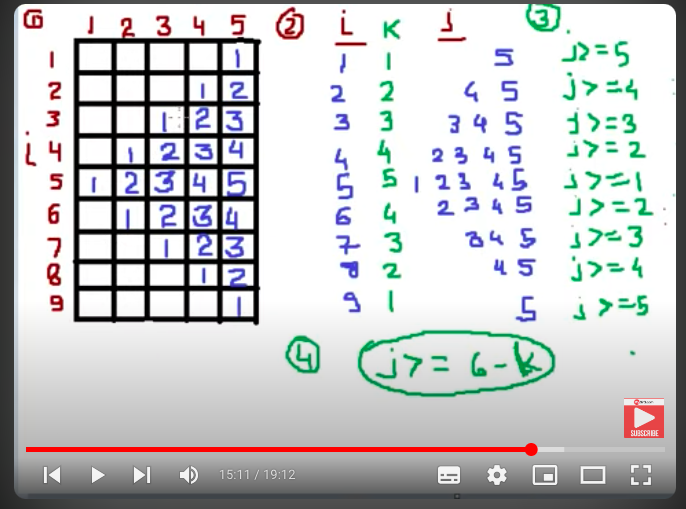 ① 1 2 3 4 5 ② i K j ③
1 1 1 1 5 j>=5
2 1 2 2 2 4 5 j>=4
3 1 2 3 3 3 3 4 5 j>=3
i 4 1 2 3 4 4 4 2 3 4 5 j>=2
5 1 2 3 4 5 5 5 1 2 3 4 5 j>=1
6 1 2 3 4 6 4 2 3 4 5 j>=2
7 1 2 3 7 3 3 4 5 j>=3
8 1 2 8 2 4 5 j>=4
9 1 9 1 5 j>=5
④ j>= 6-K
SUBSCRIBE
15:11 / 19:12